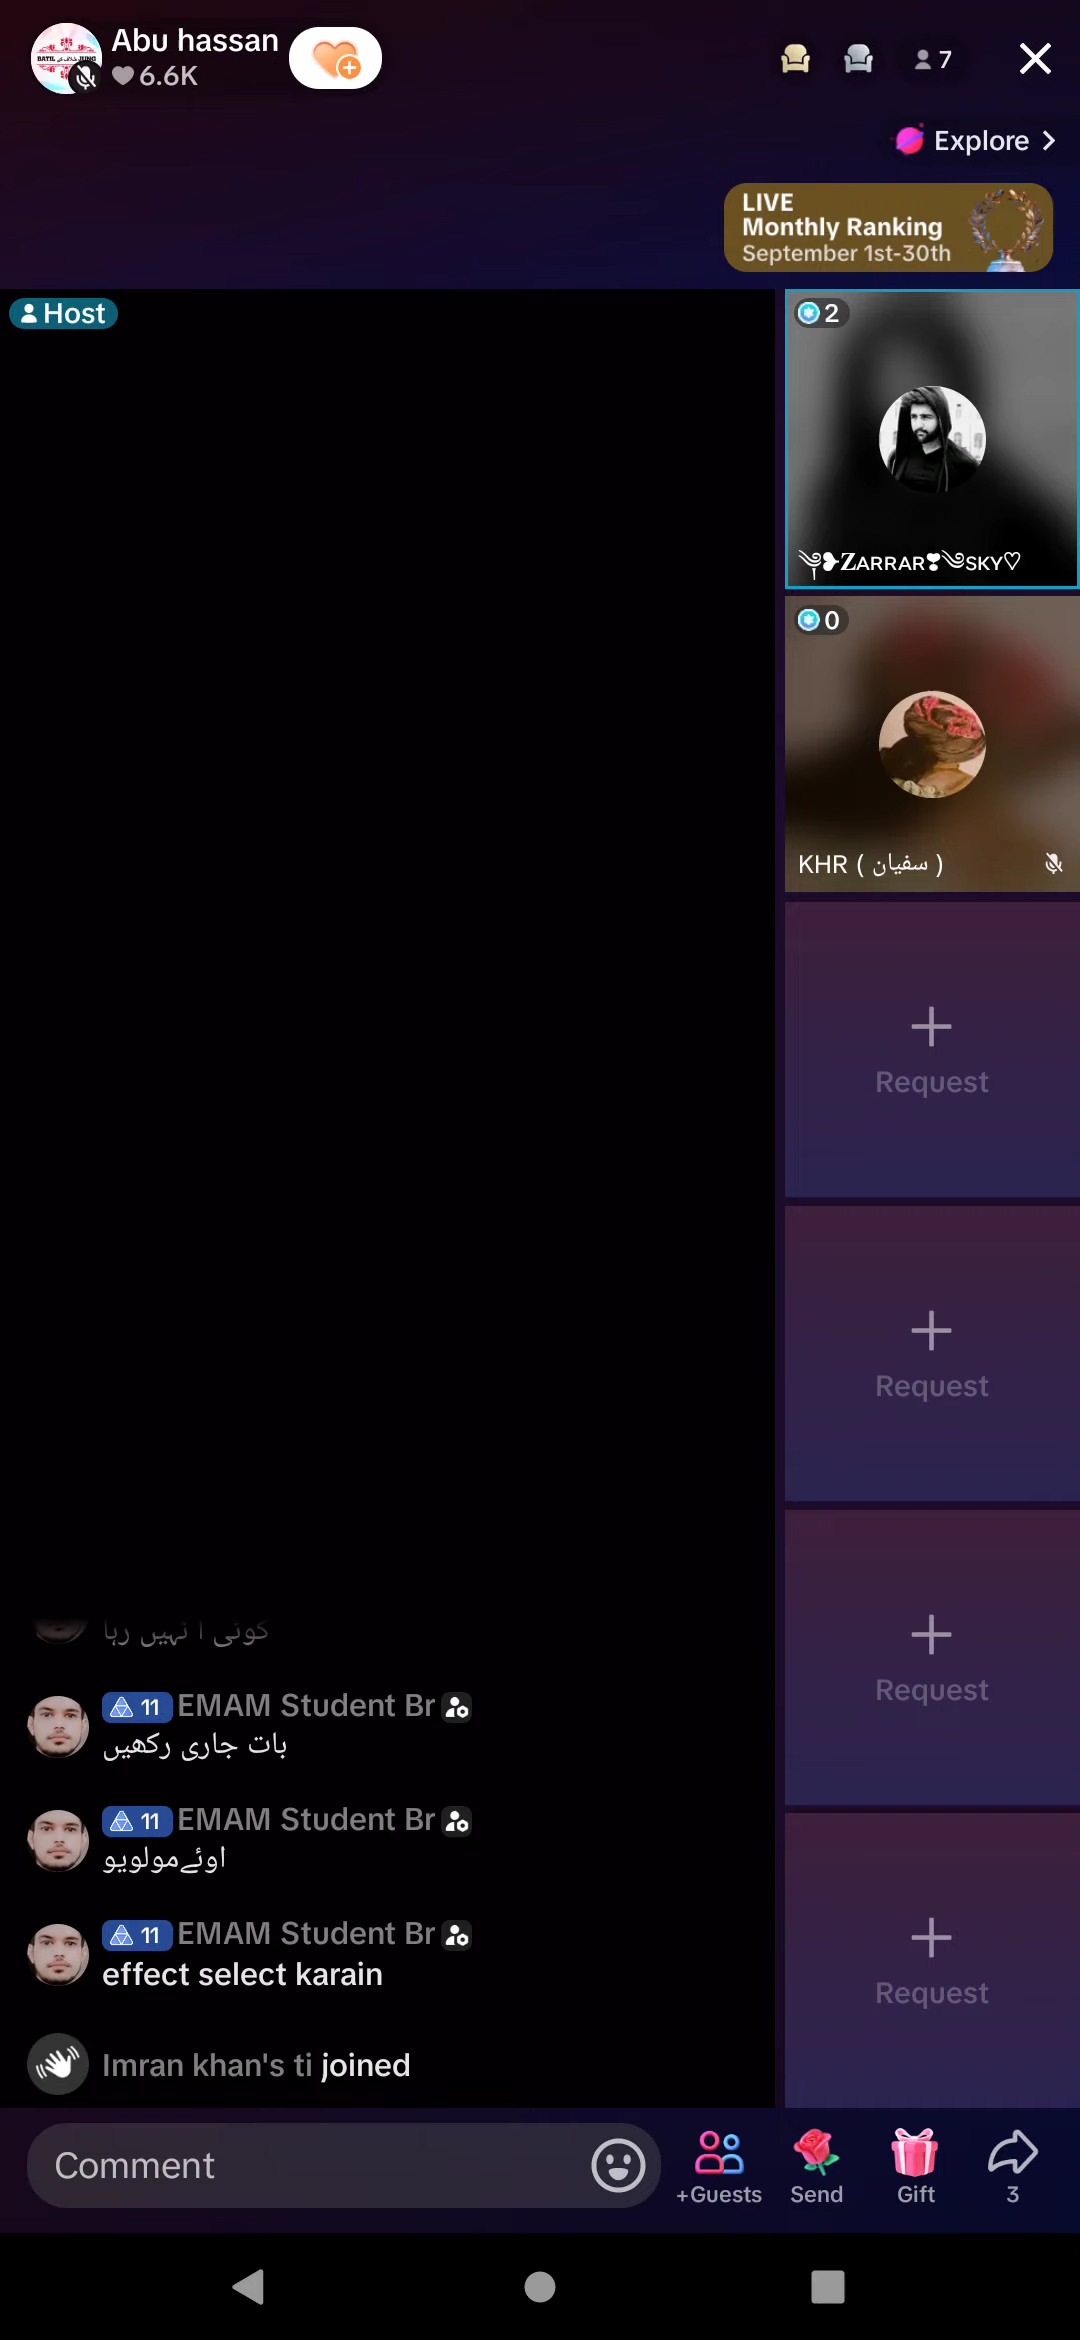 Abu hassan
6.6K
7
Explore
LIVE
Monthly Ranking
September 1st-30th
Host
2
ZARRAR❣༄SKY♡
0
KHR ( سفیان )
Request
Request
Request
Request
کوئی ا نہیں رہا
11 EMAM Student Br
بات جاری رکھیں
11 EMAM Student Br
اوئےمولویو
11 EMAM Student Br
effect select karain
Imran khan's ti joined
Comment
+Guests
Send
Gift
3